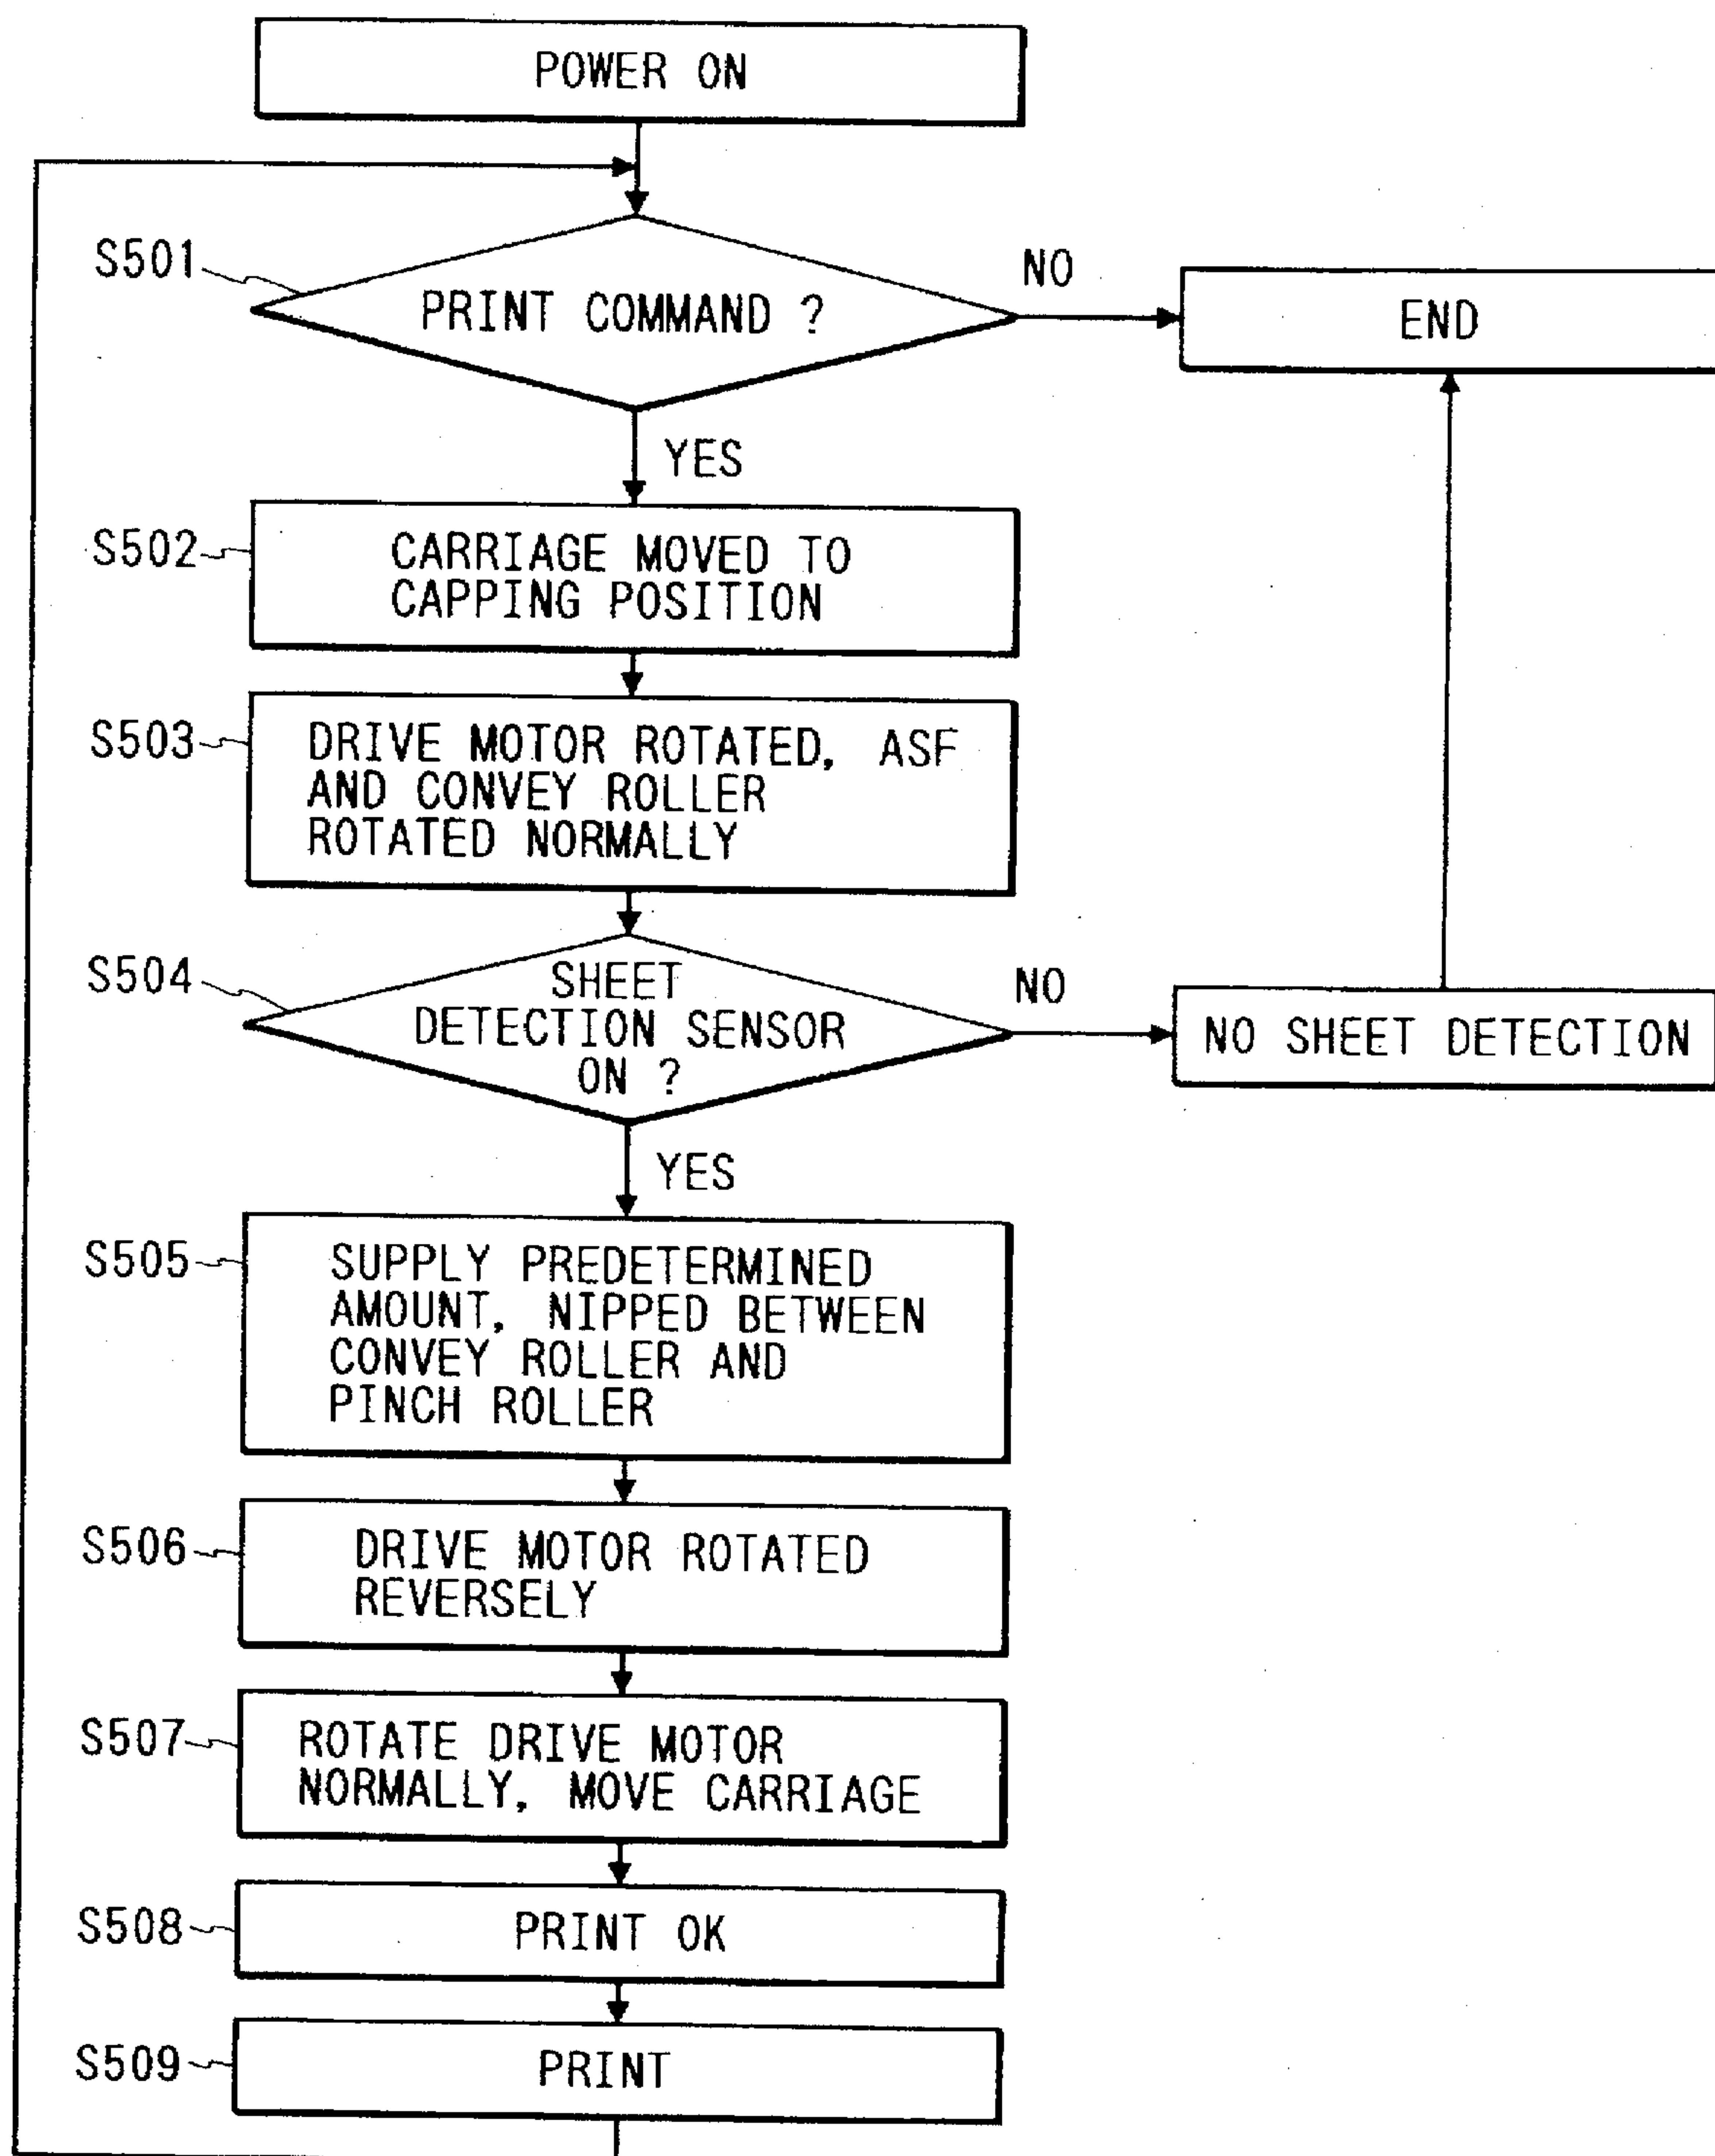 POWER ON
S501
PRINT COMMAND ?
NO
END
YES
S502
CARRIAGE MOVED TO
CAPPING POSITION
S503
DRIVE MOTOR ROTATED, ASF
AND CONVEY ROLLER
ROTATED NORMALLY
S504
SHEET
DETECTION SENSOR
ON ?
NO
NO SHEET DETECTION
YES
S505
SUPPLY PREDETERMINED
AMOUNT, NIPPED BETWEEN
CONVEY ROLLER AND
PINCH ROLLER
S506
DRIVE MOTOR ROTATED
REVERSELY
S507
ROTATE DRIVE MOTOR
NORMALLY, MOVE CARRIAGE
S508
PRINT OK
S509
PRINT